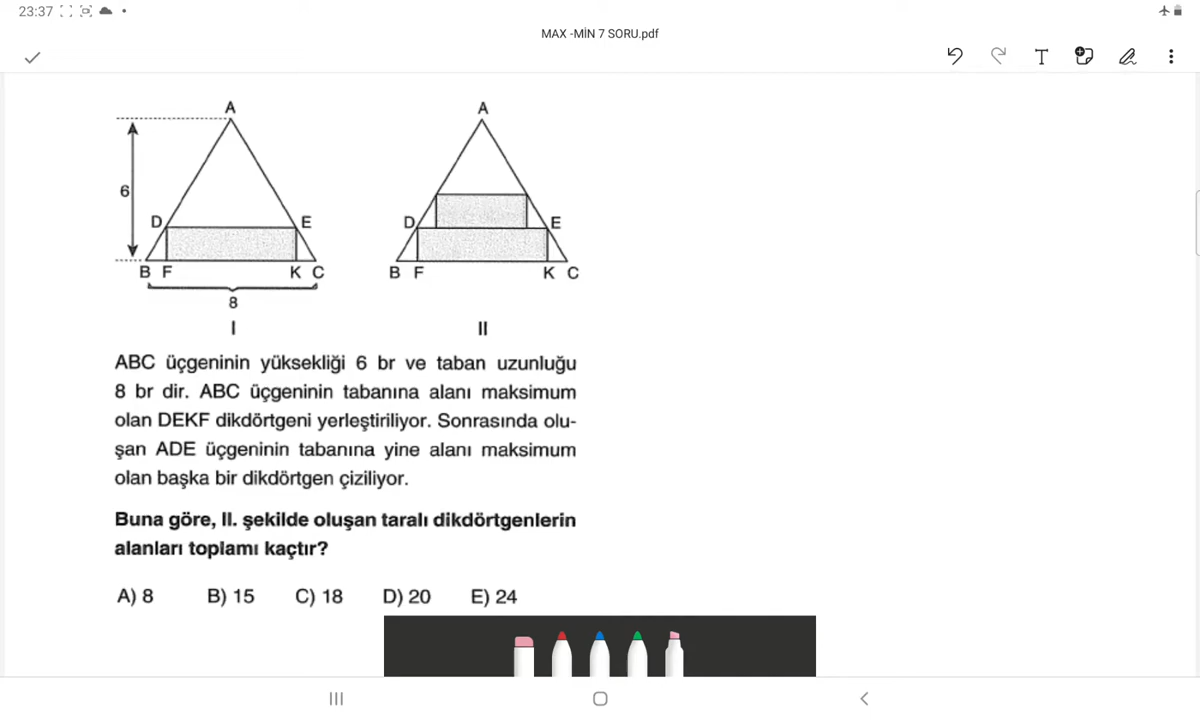 23:37
MAX -MİN 7 SORU.pdf
T
A
A
6
D
E
D
E
B F
K C
B F
K C
8
I
II
ABC üçgeninin yüksekliği 6 br ve taban uzunluğu
8 br dir. ABC üçgeninin tabanına alanı maksimum
olan DEKF dikdörtgeni yerleştiriliyor. Sonrasında olu-
şan ADE üçgeninin tabanına yine alanı maksimum
olan başka bir dikdörtgen çiziliyor.
Buna göre, II. şekilde oluşan taralı dikdörtgenlerin
alanları toplamı kaçtır?
A) 8 B) 15 C) 18 D) 20 E) 24